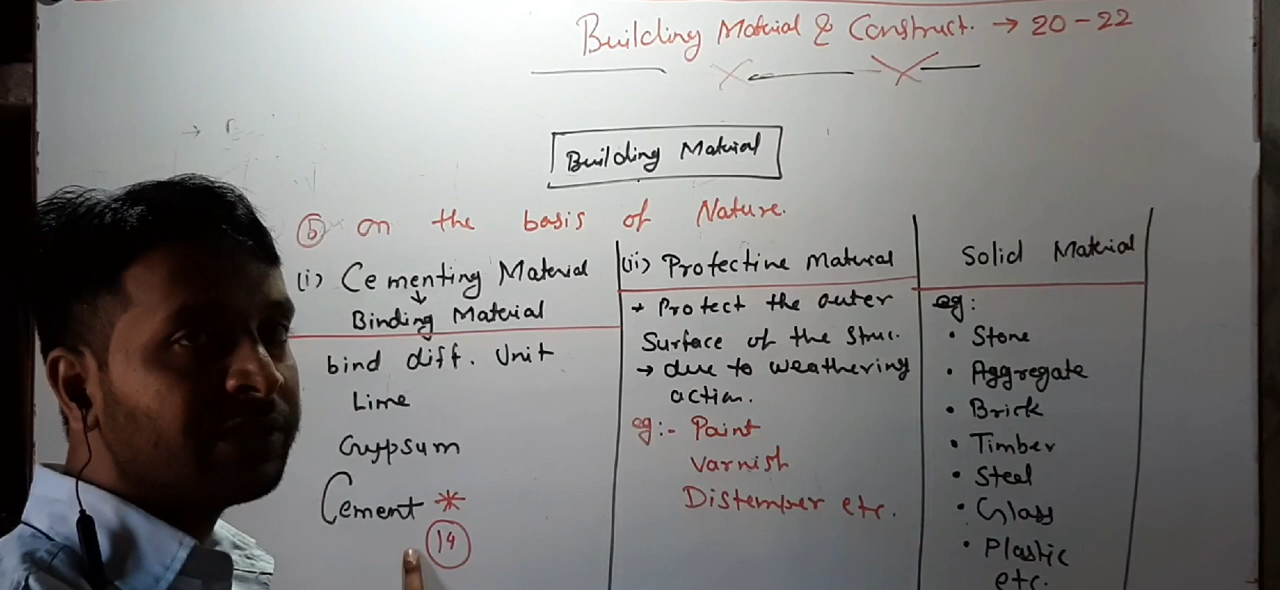 Building Material & Construct. → 20-22
Building Material
(b) on the basis of Nature.
(i) Cementing Material
↓
Binding Material
bind diff. Unit
Lime
Gypsum
Cement *
14
(ii) Protective Material
→ Protect the outer
Surface of the Struc.
→ due to weathering
action.
eg:- Paint
Varnish
Distember etc.
Solid Material
eg:
• Stone
• Aggregate
• Brick
• Timber
• Steel
• Glass
• Plastic
etc.